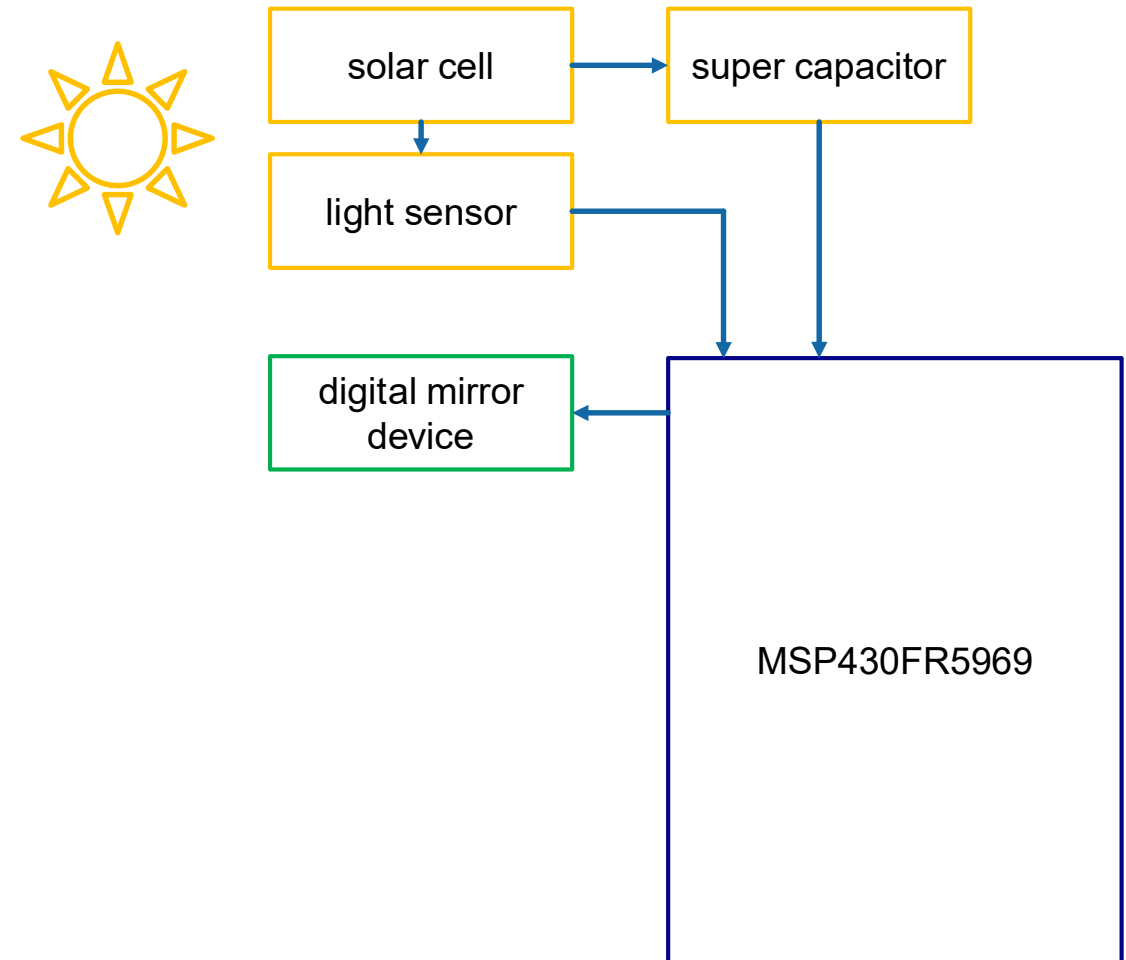 solar cell
super capacitor
light sensor
digital mirror
device
MSP430FR5969